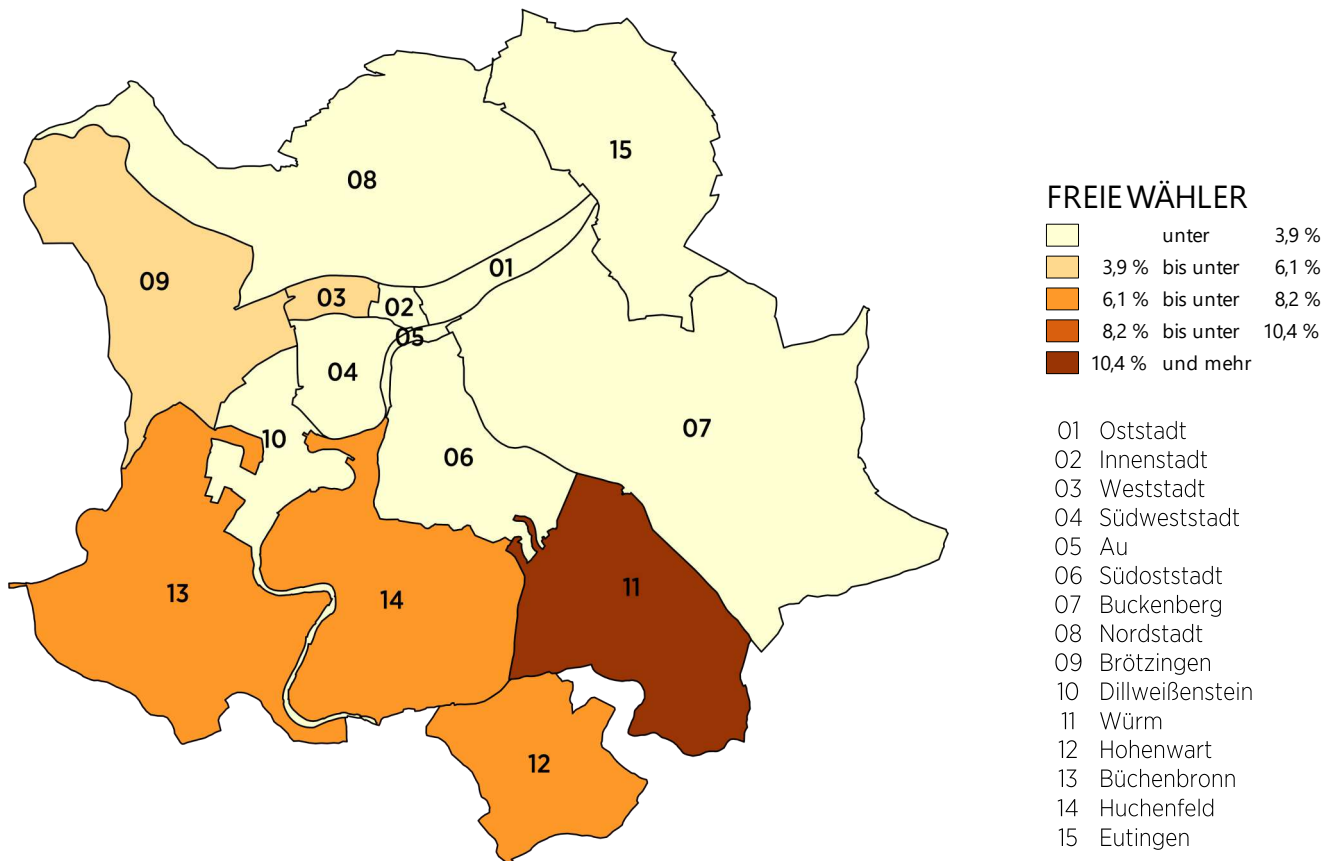 15
08
01
09
03
02
05
04
07
10
06
11
13
14
12
FREIE WÄHLER
unter 3,9 %
3,9 % bis unter 6,1 %
6,1 % bis unter 8,2 %
8,2 % bis unter 10,4 %
10,4 % und mehr
01 Oststadt
02 Innenstadt
03 Weststadt
04 Südweststadt
05 Au
06 Südoststadt
07 Buckenberg
08 Nordstadt
09 Brötzingen
10 Dillweißenstein
11 Würm
12 Hohenwart
13 Büchenbronn
14 Huchenfeld
15 Eutingen